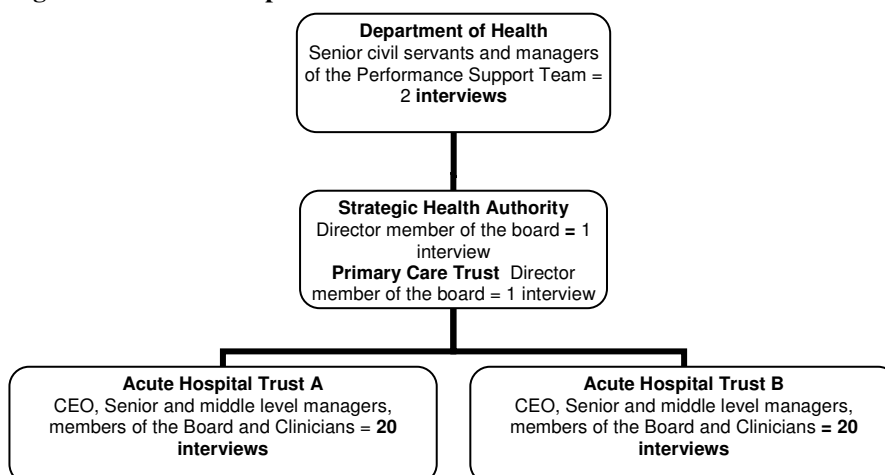 Department of Health
Senior civil servants and managers
of the Performance Support Team =
2 interviews
Strategic Health Authority
Director member of the board = 1
interview
Primary Care Trust Director
member of the board = 1 interview
Acute Hospital Trust A
CEO, Senior and middle level managers,
members of the Board and Clinicians = 20
interviews
Acute Hospital Trust B
CEO, Senior and middle level managers,
members of the Board and Clinicians = 20
interviews